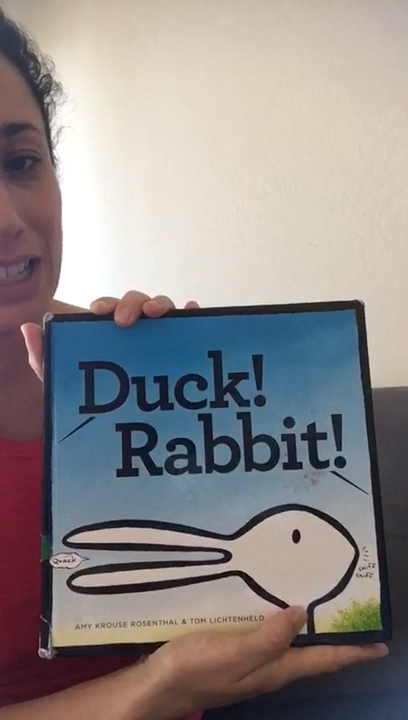 Duck!
Rabbit!
Quack
sniff
sniff
AMY KROUSE ROSENTHAL & TOM LICHTENHELD